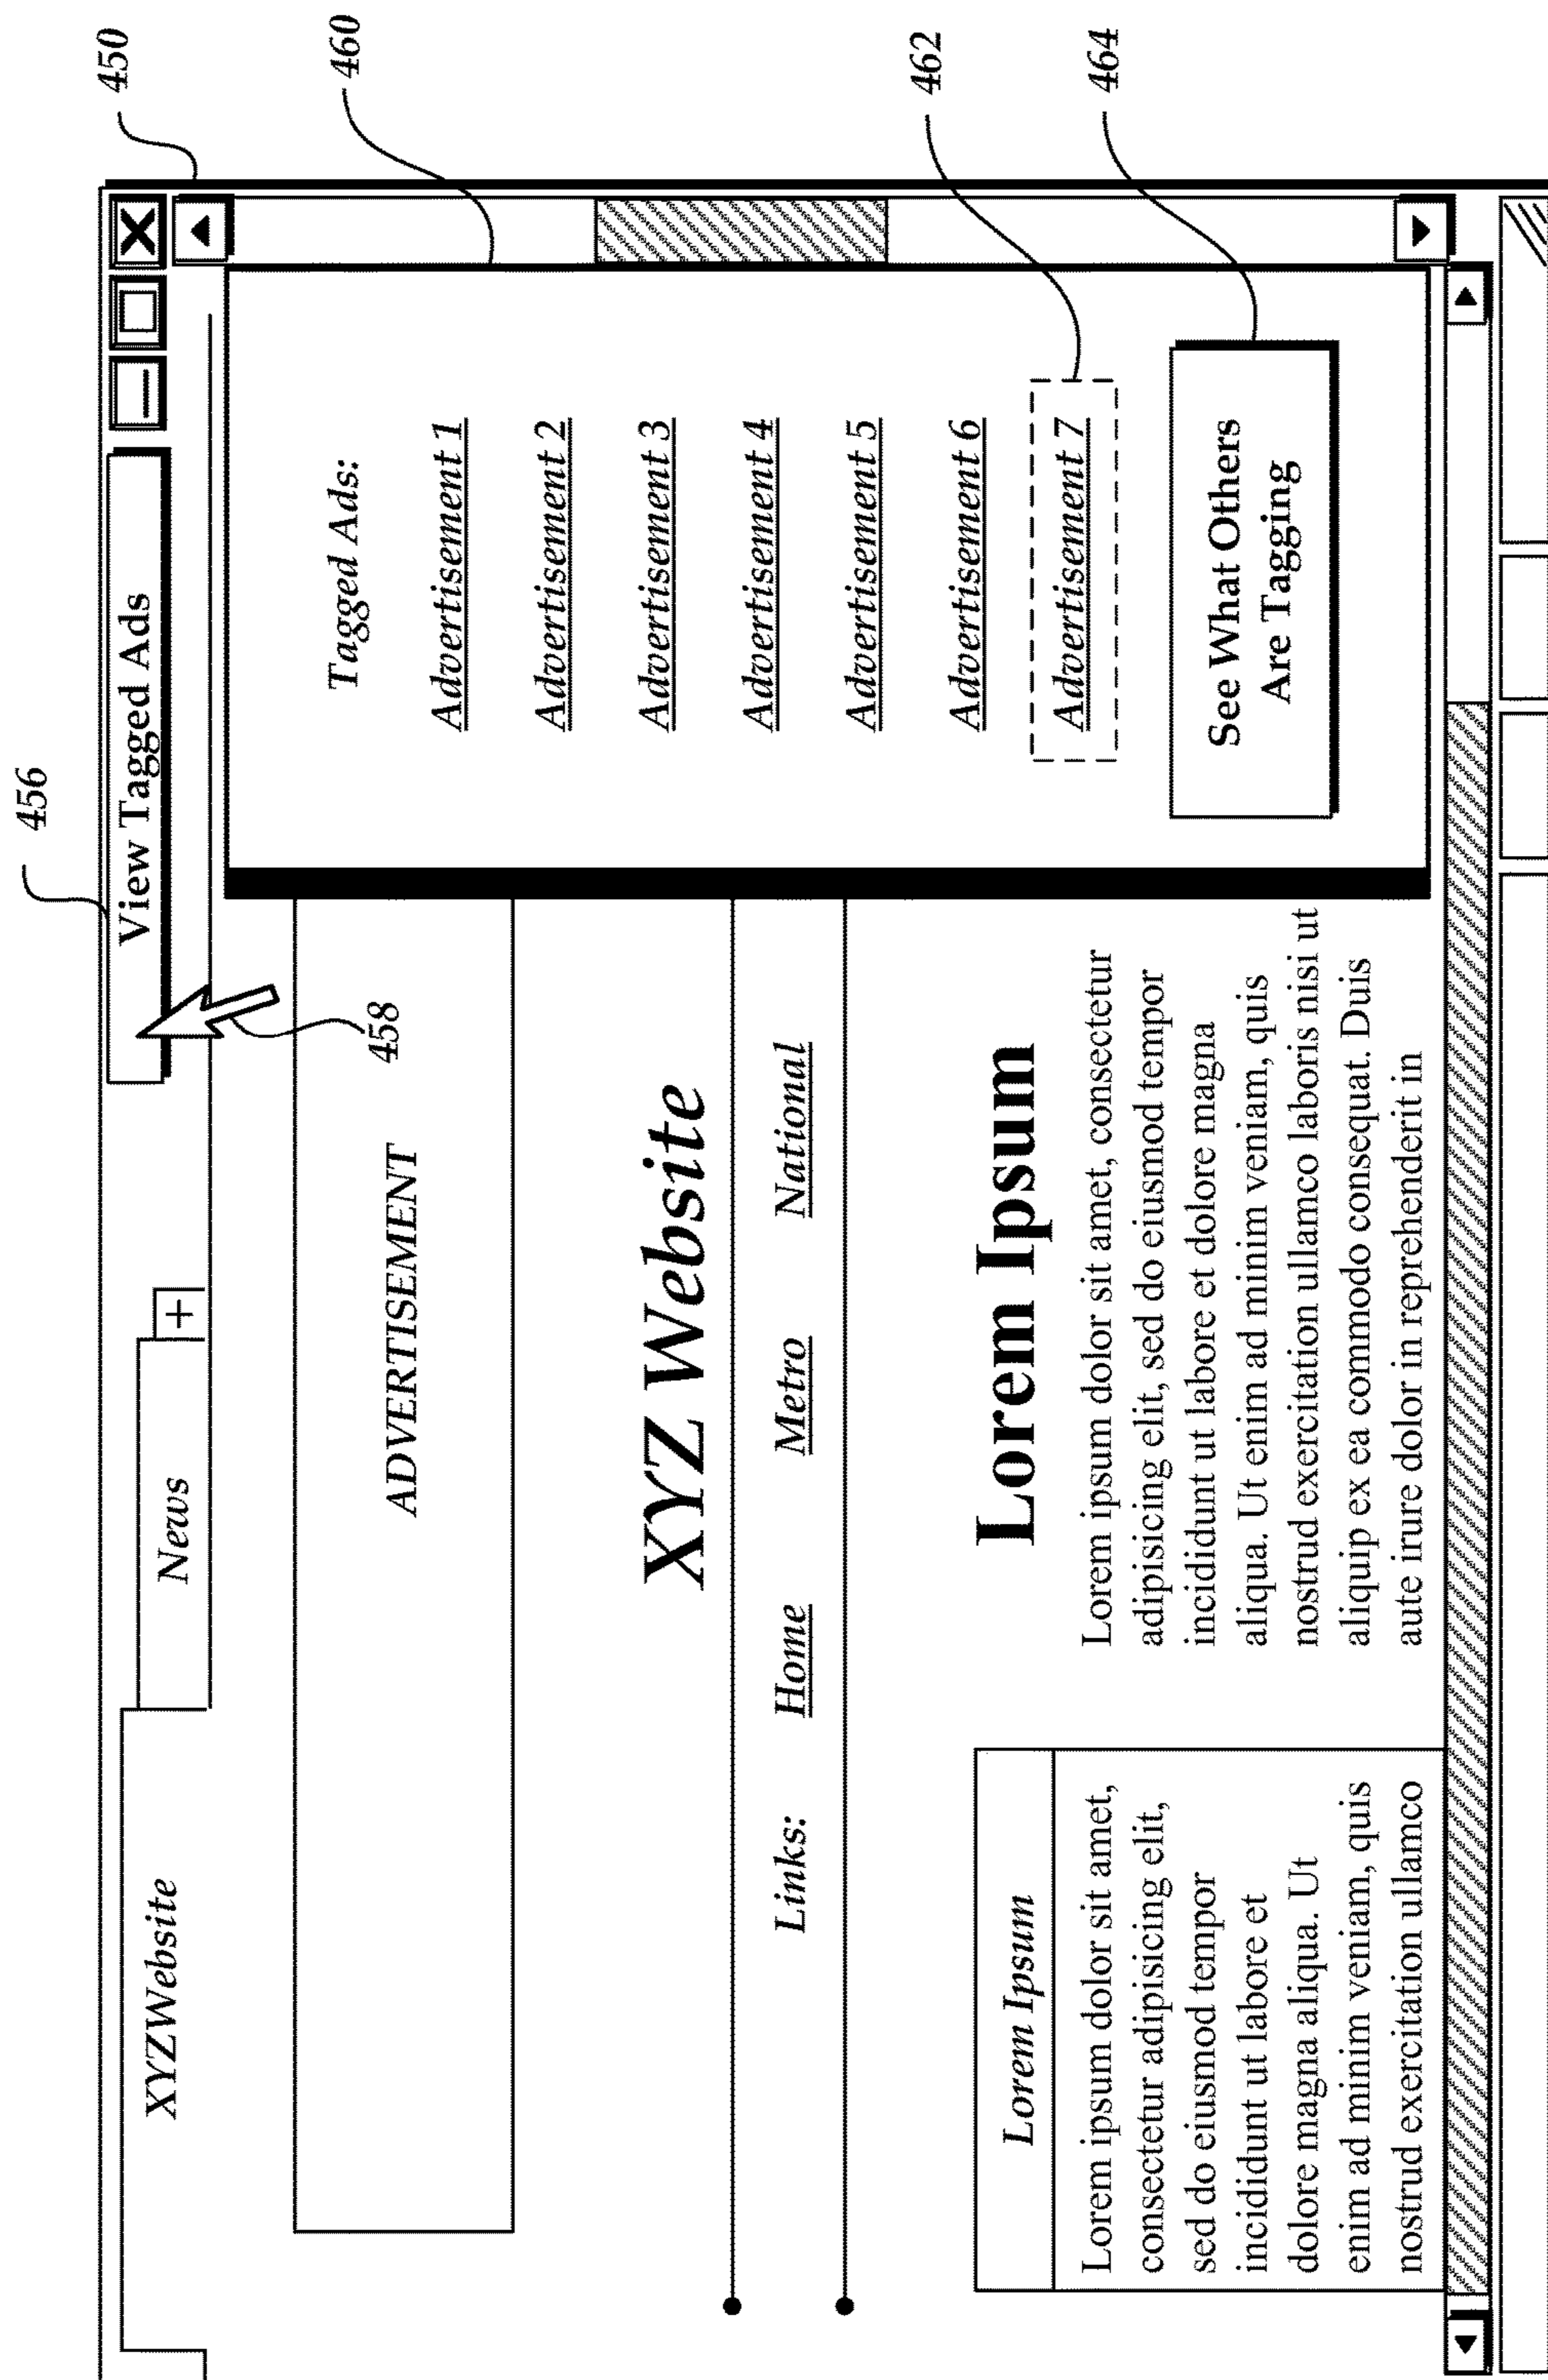 456
450
View Tagged Ads
XYZWebsite
News
+
458
460
ADVERTISEMENT
XYZ Website
Links:
Home
Metro
National
Lorem Ipsum
Lorem ipsum dolor sit amet,
consectetur adipisicing elit,
sed do eiusmod tempor
incididunt ut labore et
dolore magna aliqua. Ut
enim ad minim veniam, quis
nostrud exercitation ullamco
Lorem Ipsum
Lorem ipsum dolor sit amet, consectetur
adipisicing elit, sed do eiusmod tempor
incididunt ut labore et dolore magna
aliqua. Ut enim ad minim veniam, quis
nostrud exercitation ullamco laboris nisi ut
aliquip ex ea commodo consequat. Duis
aute irure dolor in reprehenderit in
Tagged Ads:
Advertisement 1
Advertisement 2
Advertisement 3
Advertisement 4
Advertisement 5
Advertisement 6
Advertisement 7
462
See What Others
Are Tagging
464